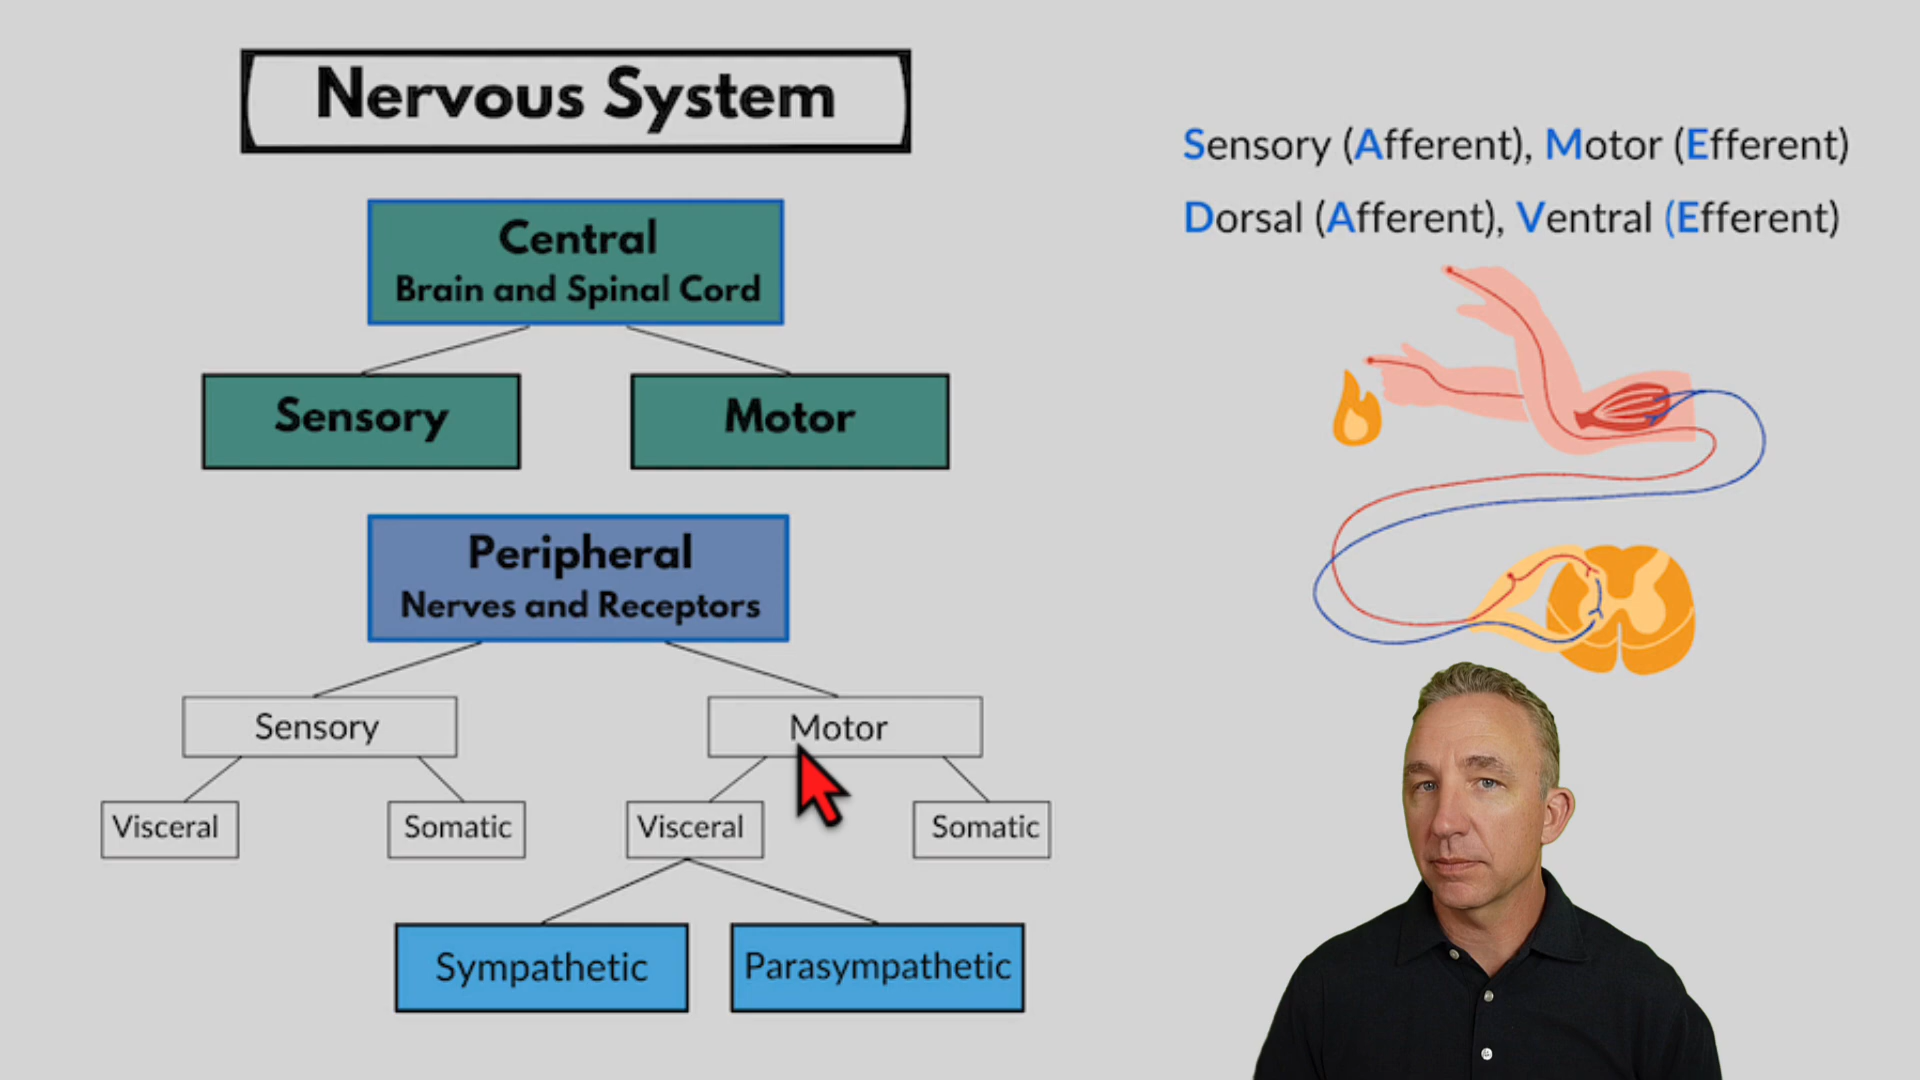 Nervous System
Sensory (Afferent), Motor (Efferent)
Dorsal (Afferent), Ventral (Efferent)
Central
Brain and Spinal Cord
Sensory
Motor
Peripheral
Nerves and Receptors
Sensory
Motor
Visceral
Somatic
Visceral
Somatic
Sympathetic
Parasympathetic